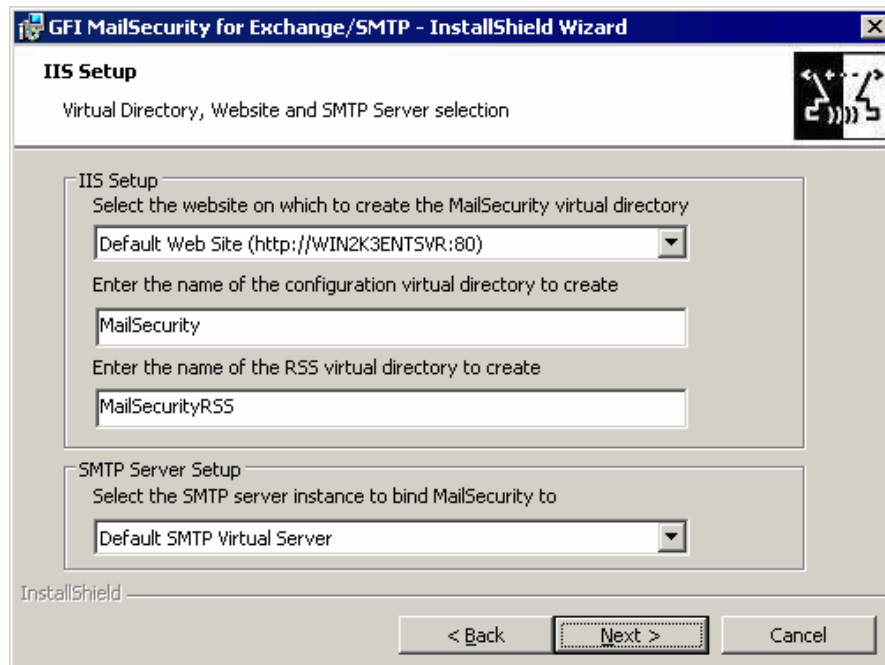 GFI MailSecurity for Exchange/SMTP - InstallShield Wizard
IIS Setup
Virtual Directory, Website and SMTP Server selection
IIS Setup
Select the website on which to create the MailSecurity virtual directory
Default Web Site (http://WIN2K3ENTSVR:80)
Enter the name of the configuration virtual directory to create
MailSecurity
Enter the name of the RSS virtual directory to create
MailSecurityRSS
SMTP Server Setup
Select the SMTP server instance to bind MailSecurity to
Default SMTP Virtual Server
InstallShield
< Back Next > Cancel